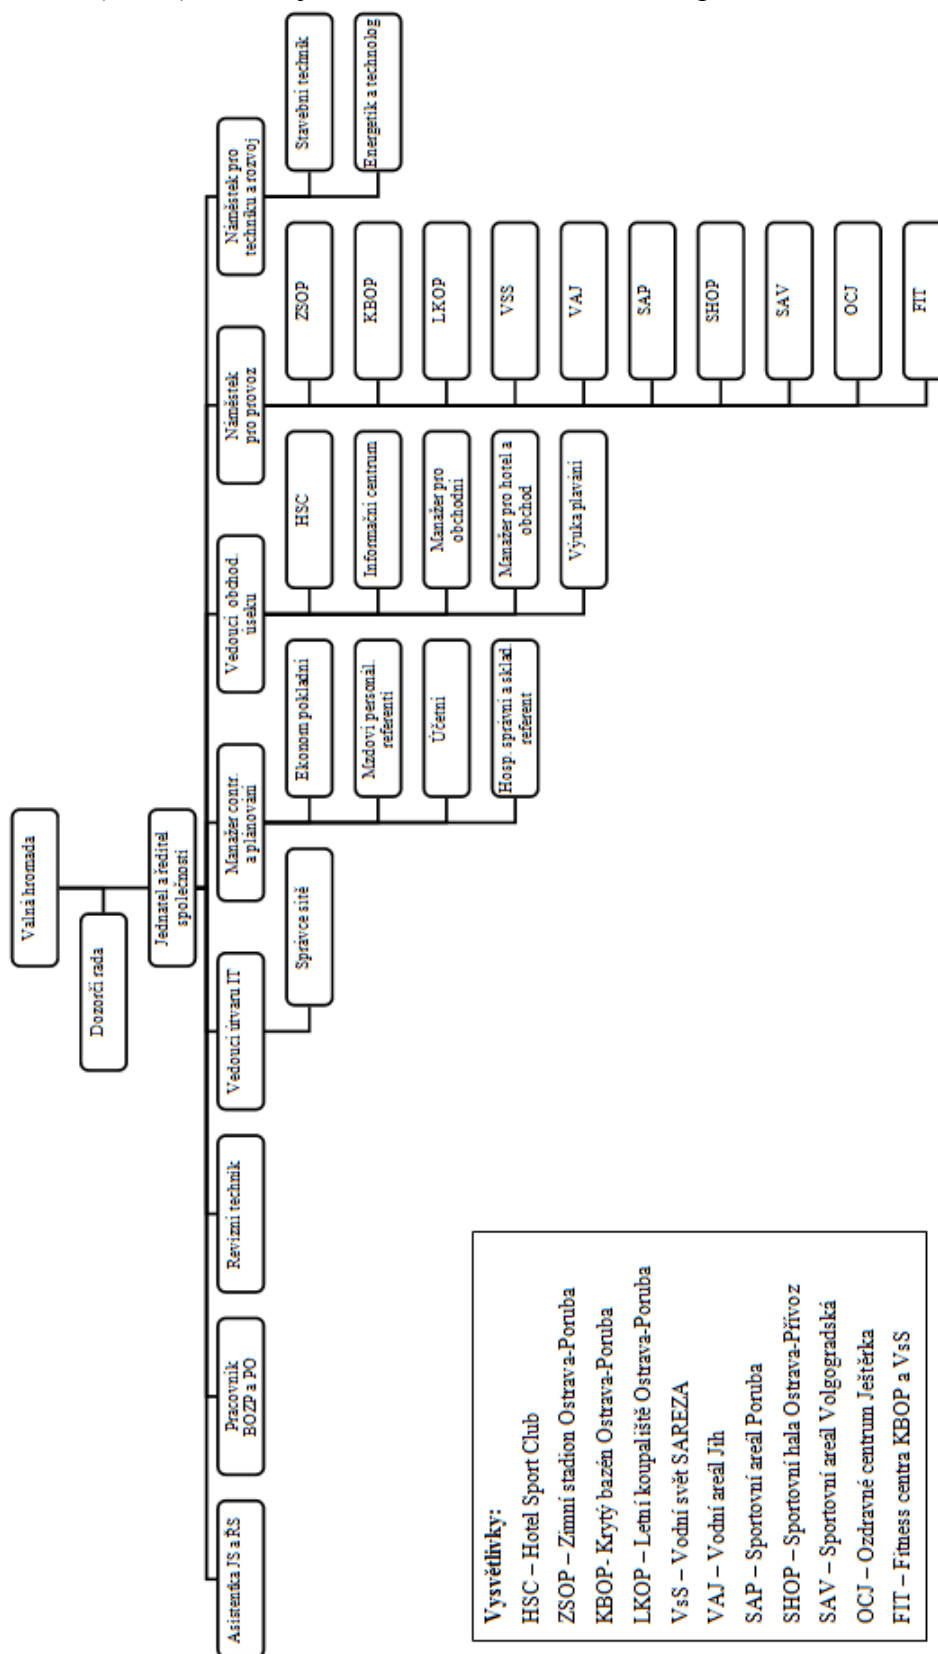 Valná hromada
Dozorčí rada
Jednatel a ředitel
společnosti
Asistentka JS a ŘS
Pracovník
BOZP a PO
Revizní technik
Vedoucí útvaru IT
Správce sítě
Manažer contr.
a plánování
Ekonom pokladní
Mzdoví personál.
referenti
Účetní
Hosp. správní a sklad.
referent
Vedoucí obchod.
úseku
HSC
Informační centrum
Manažer pro
obchodní
Manažer pro hotel a
obchod
Výuka plavání
Náměstek
pro provoz
ZSOP
KBOP
LKOP
VSS
VAJ
SAP
SHOP
SAV
OCJ
FIT
Náměstek pro
techniku a rozvoj
Stavební technik
Energetik a technolog
Vysvětlivky:
HSC – Hotel Sport Club
ZSOP – Zimní stadion Ostrava-Poruba
KBOP- Krytý bazén Ostrava-Poruba
LKOP – Letní koupaliště Ostrava-Poruba
VsS – Vodní svět SAREZA
VAJ – Vodní areál Jih
SAP – Sportovní areál Poruba
SHOP – Sportovní hala Ostrava-Přívoz
SAV – Sportovní areál Volgogradská
OCJ – Ozdravné centrum Ještěrka
FIT – Fitness centra KBOP a VsS